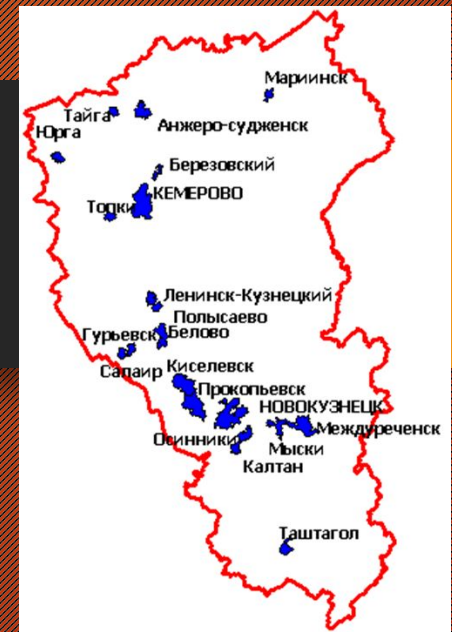 Мариинск
Тайга
Анжеро-судженск
Юрга
Березовский
КЕМЕРОВО
Топки
Ленинск-Кузнецкий
Полысаево
Гурьевск
Белово
Салаир
Киселевск
Прокопьевск
НОВОКУЗНЕЦК
Междуреченск
Осинники
Мыски
Калтан
Таштагол